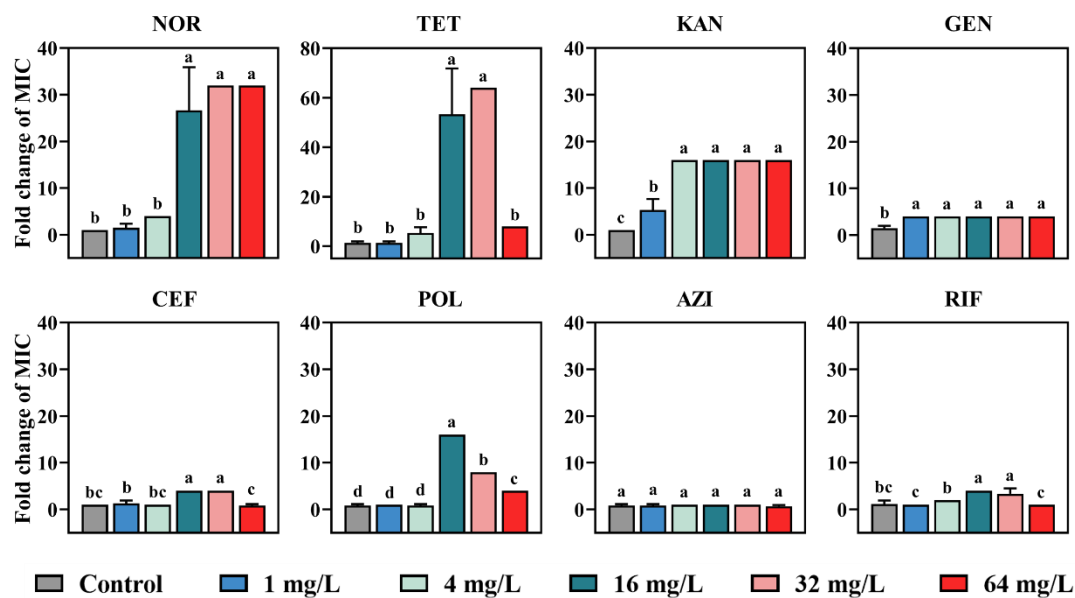 NOR TET KAN GEN
Fold change of MIC
40 30 20 10 0
b b b a a a
80 60 40 20 0
b b b a a b
40 30 20 10 0
c b a a a a
40 30 20 10 0
b a a a a a
CEF POL AZI RIF
Fold change of MIC
40 30 20 10 0
bc b bc a a c
40 30 20 10 0
d d d a b c
40 30 20 10 0
a a a a a a
40 30 20 10 0
bc c b a a c
Control 1 mg/L 4 mg/L 16 mg/L 32 mg/L 64 mg/L